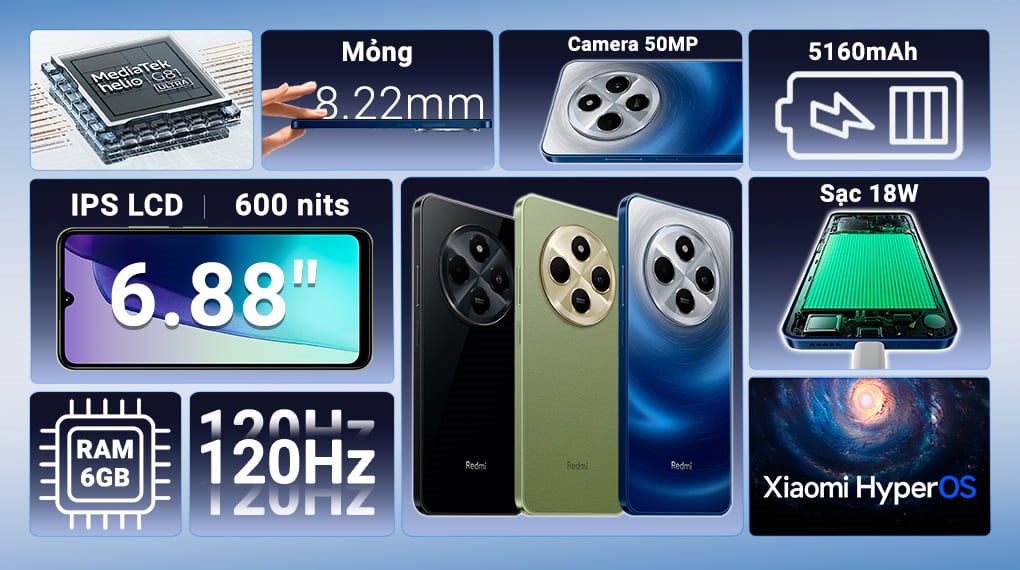 MediaTek
helio G81
ULTRA
Mỏng
8.22mm
Camera 50MP
5160mAh
IPS LCD | 600 nits
6.88"
Redmi
Redmi
Redmi
Sạc 18W
RAM
6GB
120Hz
120Hz
120Hz
Xiaomi HyperOS